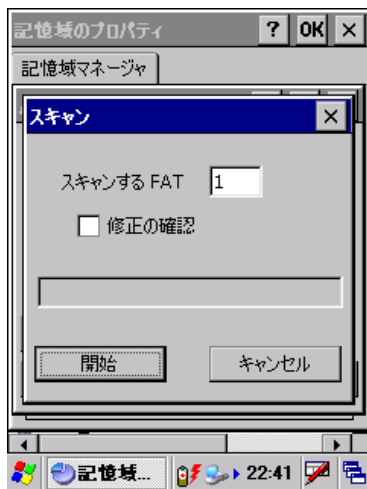 記憶域のプロパティ ? OK ×
記憶域マネージャ
スキャン ×
スキャンする FAT 1
修正の確認
開始 キャンセル
記憶域... 22:41